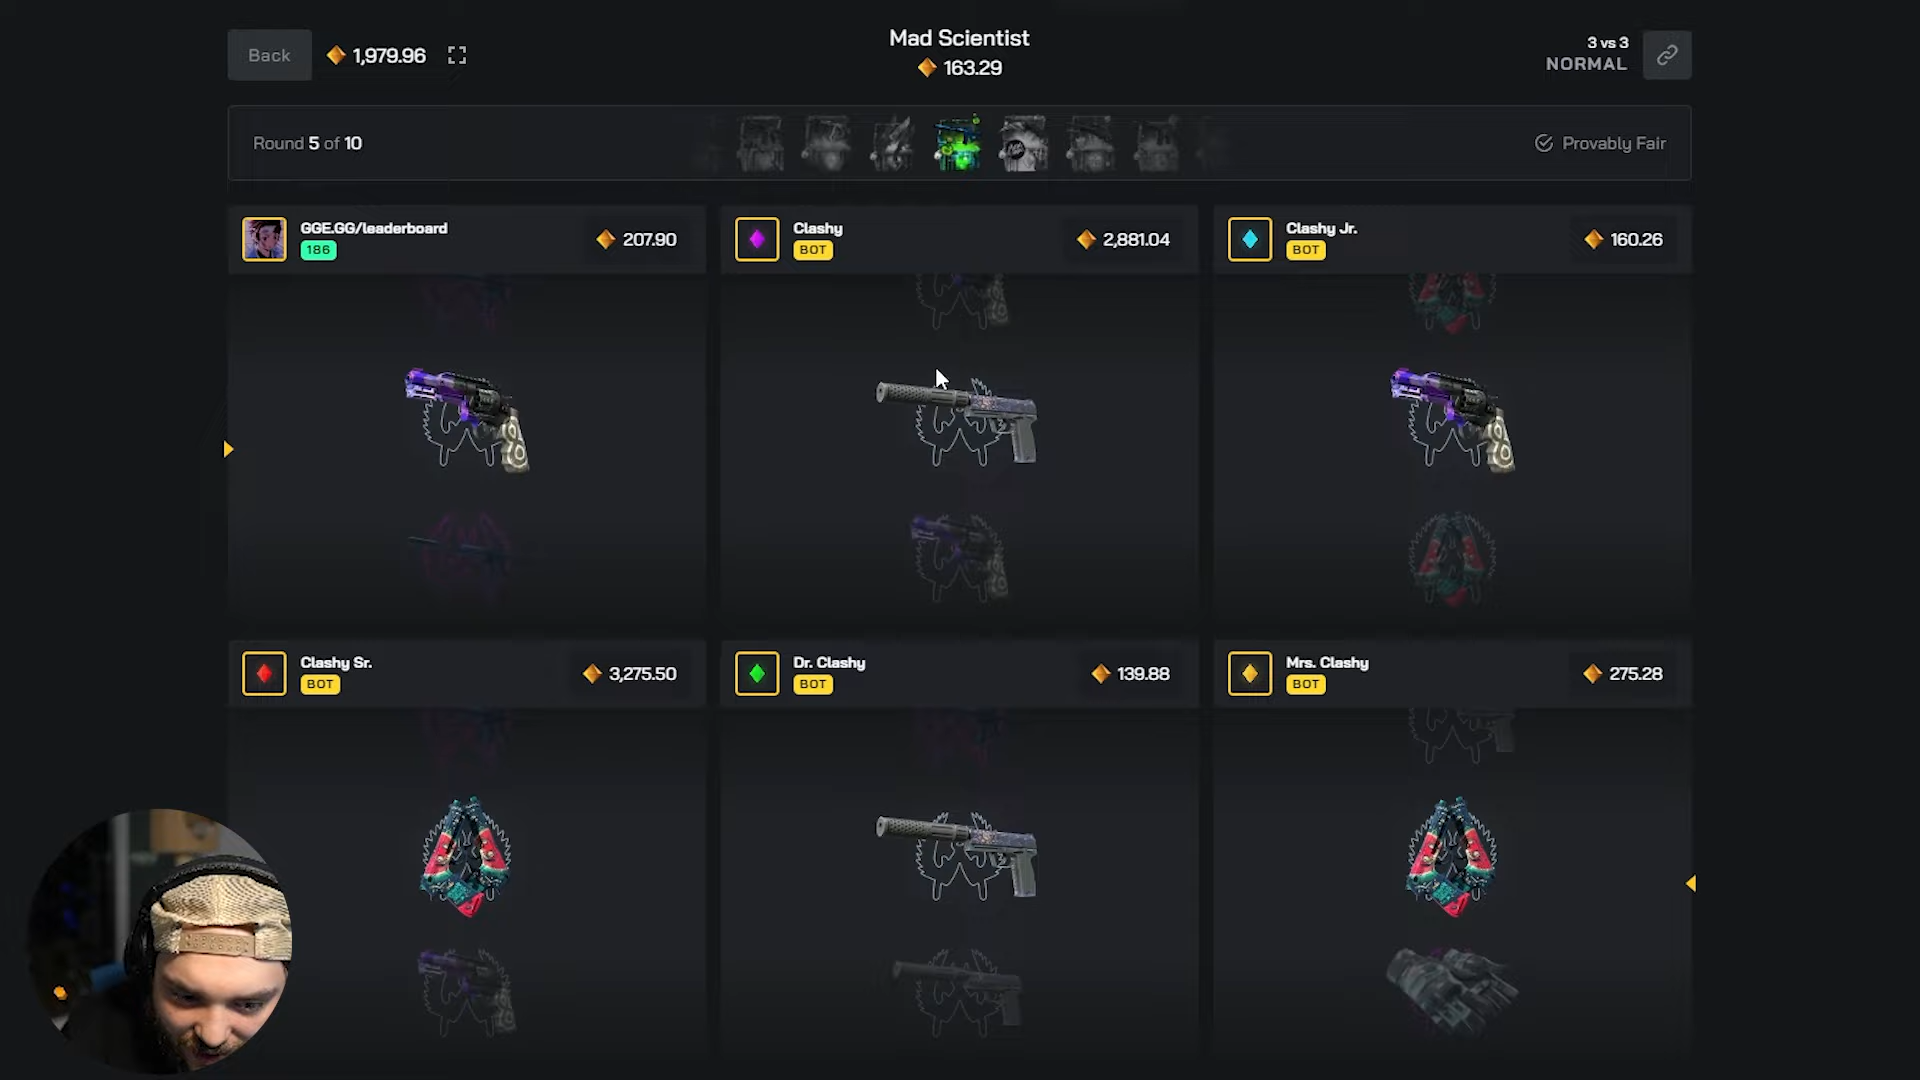 Back
1,979.96
Mad Scientist
163.29
3 vs 3
NORMAL
Round 5 of 10
Provably Fair
GGE.GG/leaderboard
186
207.90
Clashy
BOT
2,881.04
Clashy Jr.
BOT
160.26
Clashy Sr.
BOT
3,275.50
Dr. Clashy
BOT
139.88
Mrs. Clashy
BOT
275.28